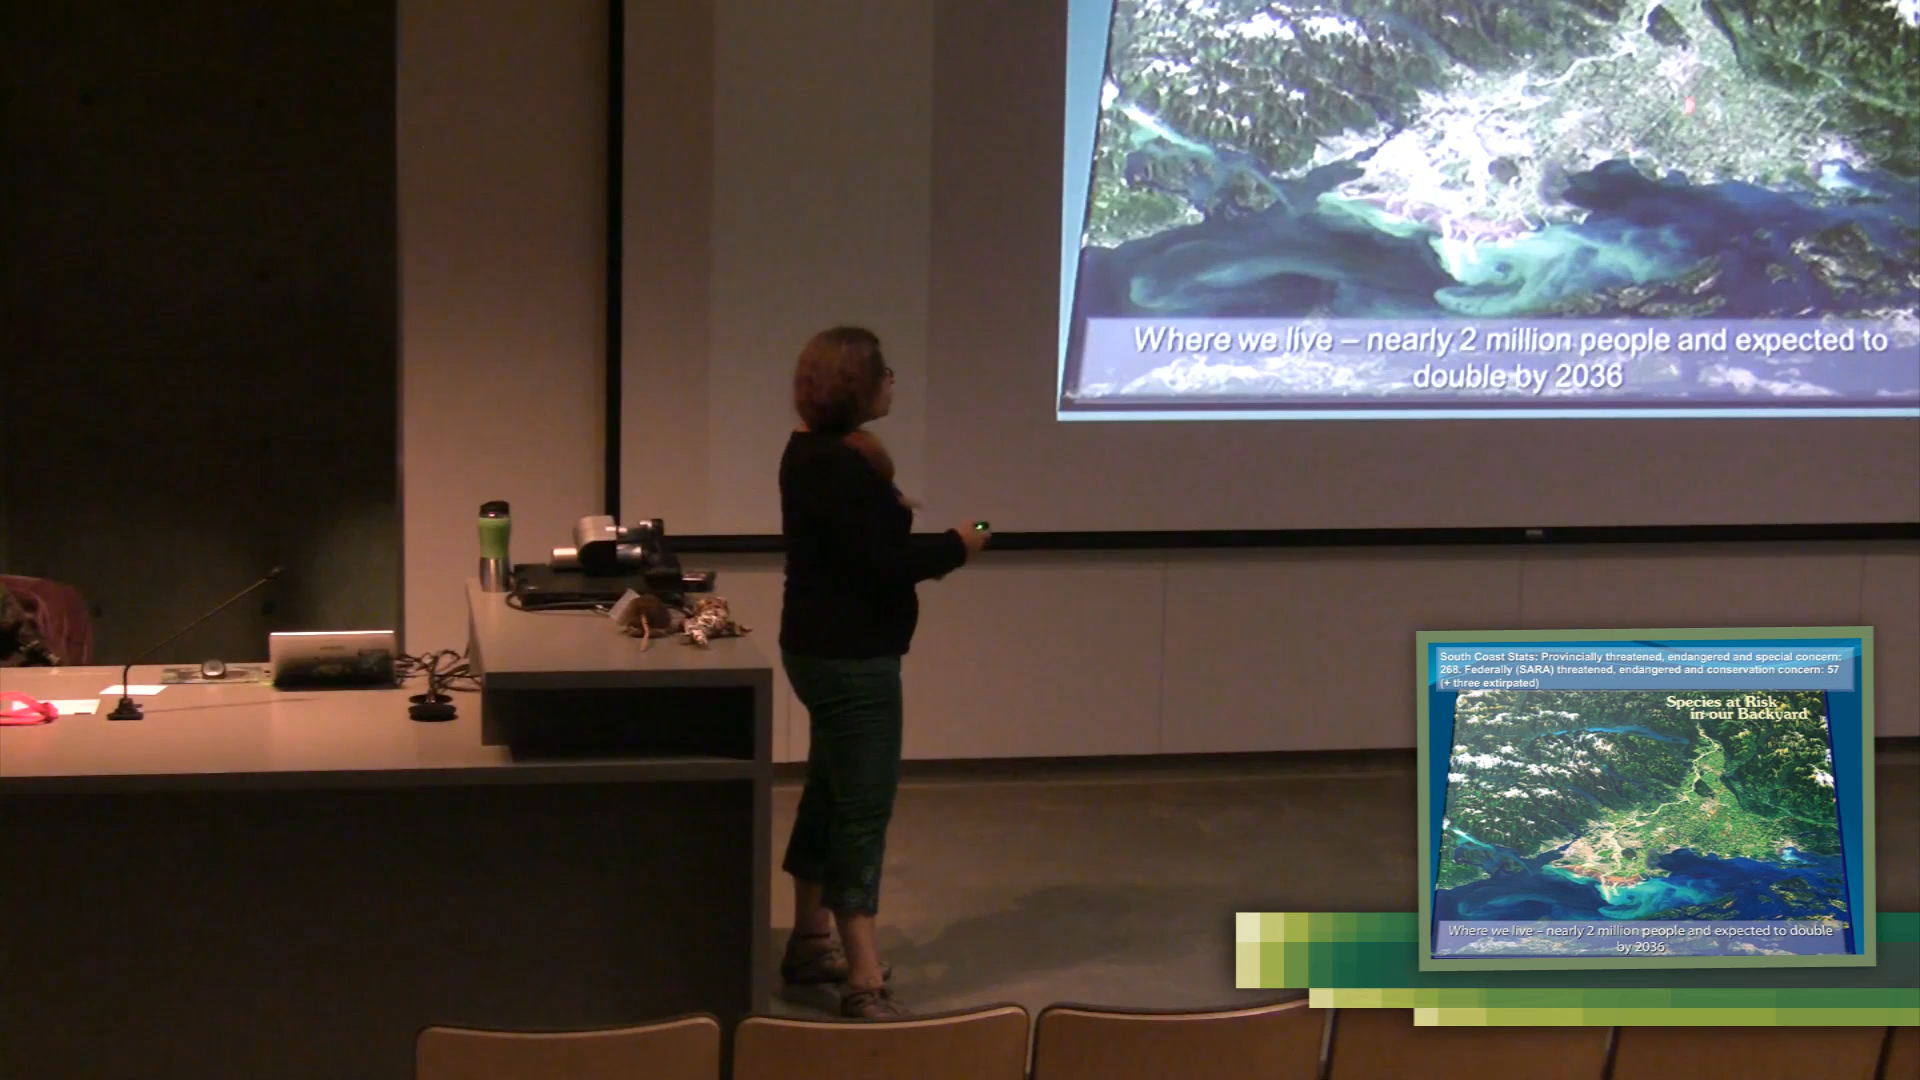 Where we live – nearly 2 million people and expected to
double by 2036
South Coast Stats: Provincially threatened, endangered and special concern:
268. Federally (SARA) threatened, endangered and conservation concern: 57
(+ three extirpated)
Species at Risk
in our Backyard
Where we live – nearly 2 million people and expected to double
by 2036